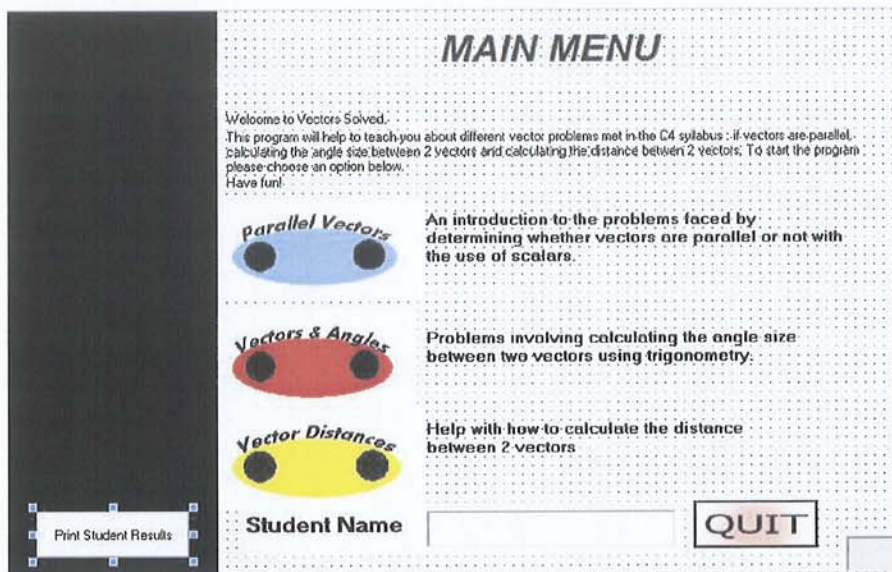 MAIN MENU
Welcome to Vectors Solved.
This program will help to teach you about different vector problems met in the C4 syllabus : if vectors are parallel,
calculating the angle size between 2 vectors and calculating the distance betwen 2 vectors. To start the program
please choose an option below.
Have fun!
Parallel Vectors
An introduction to the problems faced by
determining whether vectors are parallel or not with
the use of scalars.
Vectors & Angles
Problems involving calculating the angle size
between two vectors using trigonometry.
Vector Distances
Help with how to calculate the distance
between 2 vectors
Student Name
QUIT
Print Student Results